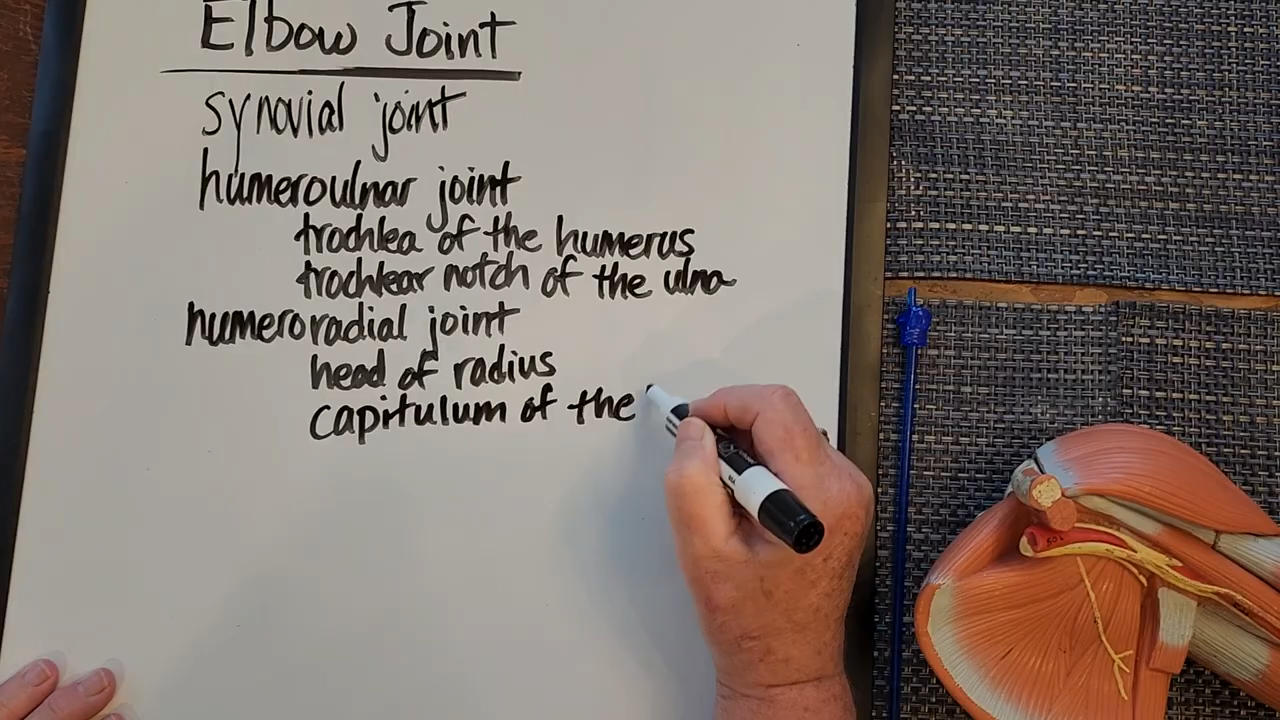 Elbow Joint
synovial joint
humeroulnar joint
trochlea of the humerus
trochlear notch of the ulna
humeroradial joint
head of radius
capitulum of the